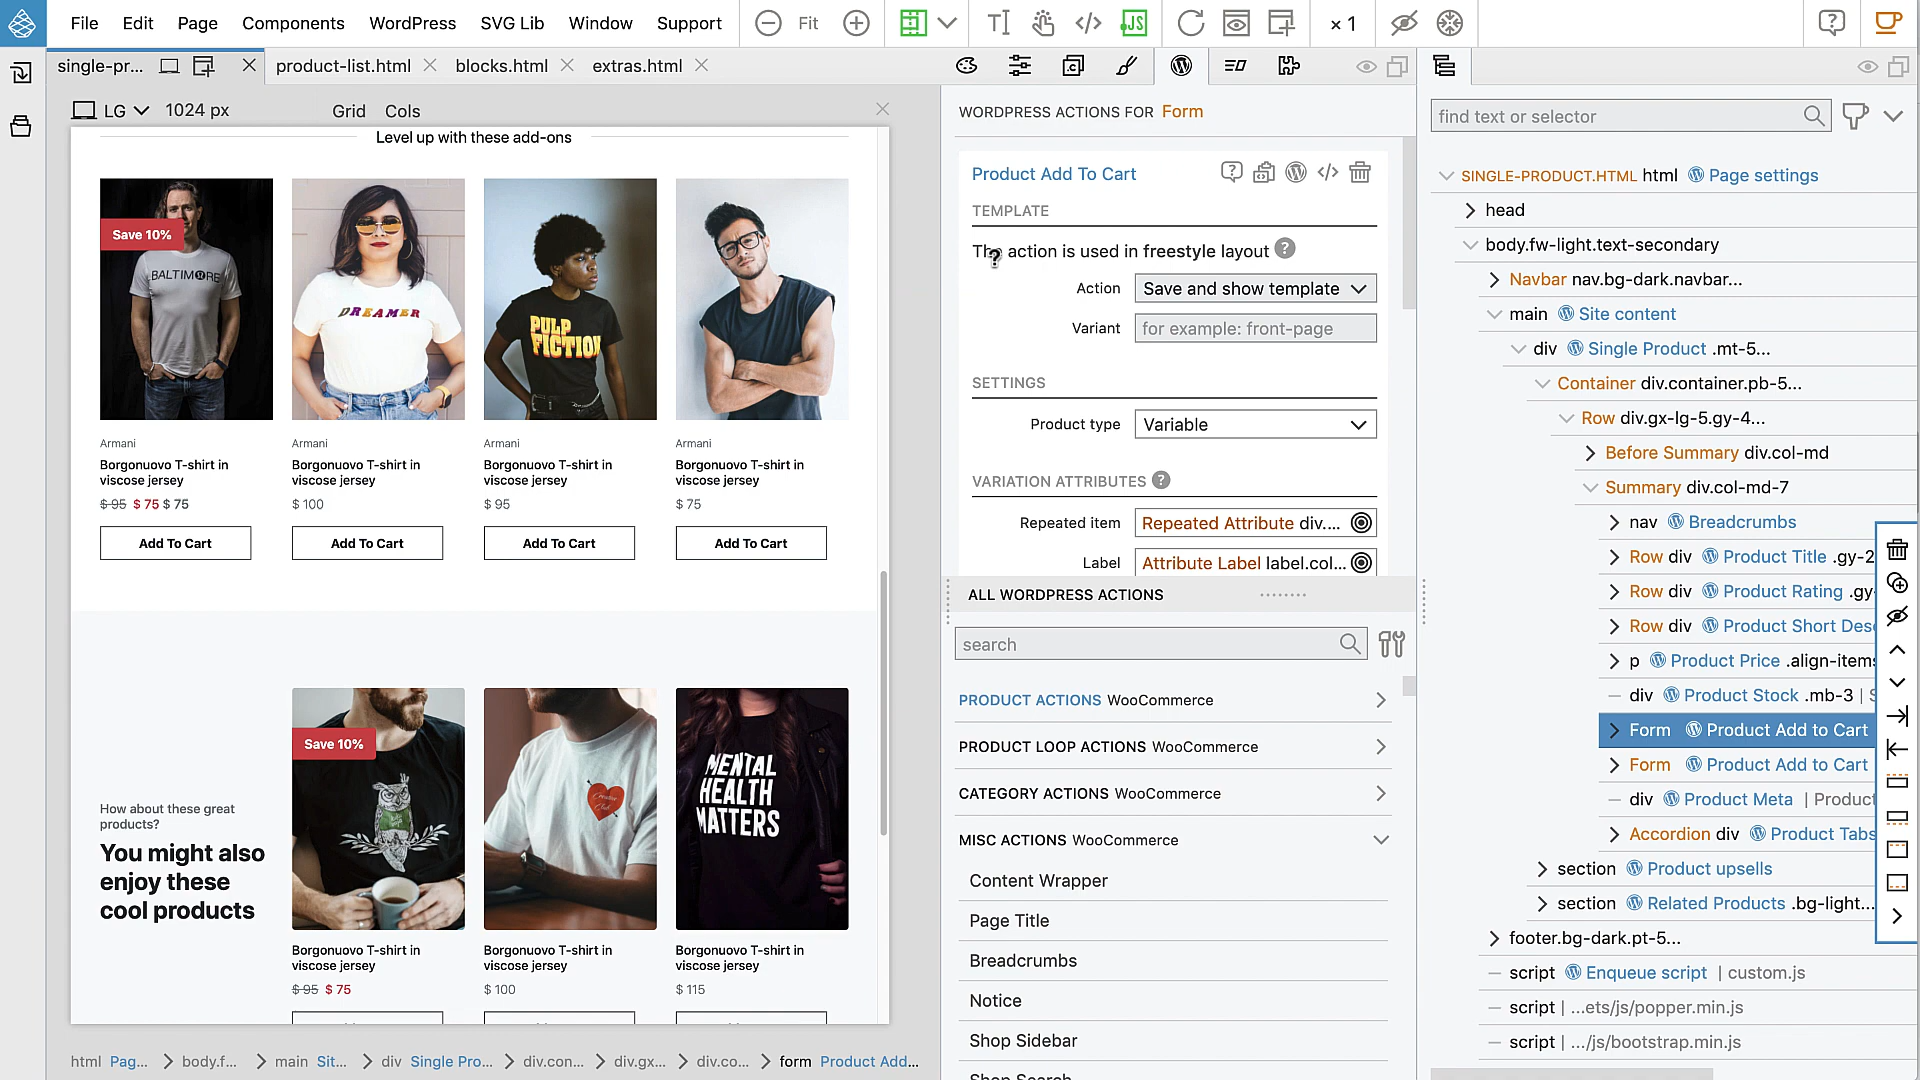 File Edit Page Components WordPress SVG Lib Window Support Fit JS × 1
single-pr... product-list.html blocks.html extras.html
LG 1024 px Grid Cols
Level up with these add-ons
Save 10%
BALTIMORE
DREAMER
PULP
FICTION
Armani Armani Armani Armani
Borgonuovo T-shirt in Borgonuovo T-shirt in Borgonuovo T-shirt in Borgonuovo T-shirt in
viscose jersey viscose jersey viscose jersey viscose jersey
$ 95 $ 75 $ 75 $ 100 $ 95 $ 75
Add To Cart Add To Cart Add To Cart Add To Cart
Save 10%
MENTAL
HEALTH
MATTERS
How about these great
products?
You might also
enjoy these
cool products
Borgonuovo T-shirt in Borgonuovo T-shirt in Borgonuovo T-shirt in
viscose jersey viscose jersey viscose jersey
$ 95 $ 75 $ 100 $ 115
html Pag... body.f... main Sit... div Single Pro... div.con... div.gx... div.co... form Product Add...
WORDPRESS ACTIONS FOR Form
Product Add To Cart
TEMPLATE
The action is used in freestyle layout ?
Action Save and show template
Variant for example: front-page
SETTINGS
Product type Variable
VARIATION ATTRIBUTES ?
Repeated item Repeated Attribute div....
Label Attribute Label label.col...
ALL WORDPRESS ACTIONS
search
PRODUCT ACTIONS WooCommerce
PRODUCT LOOP ACTIONS WooCommerce
CATEGORY ACTIONS WooCommerce
MISC ACTIONS WooCommerce
Content Wrapper
Page Title
Breadcrumbs
Notice
Shop Sidebar
Shop Search
find text or selector
SINGLE-PRODUCT.HTML html Page settings
head
body.fw-light.text-secondary
Navbar nav.bg-dark.navbar...
main Site content
div Single Product .mt-5...
Container div.container.pb-5...
Row div.gx-lg-5.gy-4...
Before Summary div.col-md
Summary div.col-md-7
nav Breadcrumbs
Row div Product Title .gy-2
Row div Product Rating .gy-
Row div Product Short Des
p Product Price .align-items
div Product Stock .mb-3 | S
Form Product Add to Cart
Form Product Add to Cart
div Product Meta | Product
Accordion div Product Tabs
section Product upsells
section Related Products .bg-light...
footer.bg-dark.pt-5...
script Enqueue script | custom.js
script | ...ets/js/popper.min.js
script | .../js/bootstrap.min.js